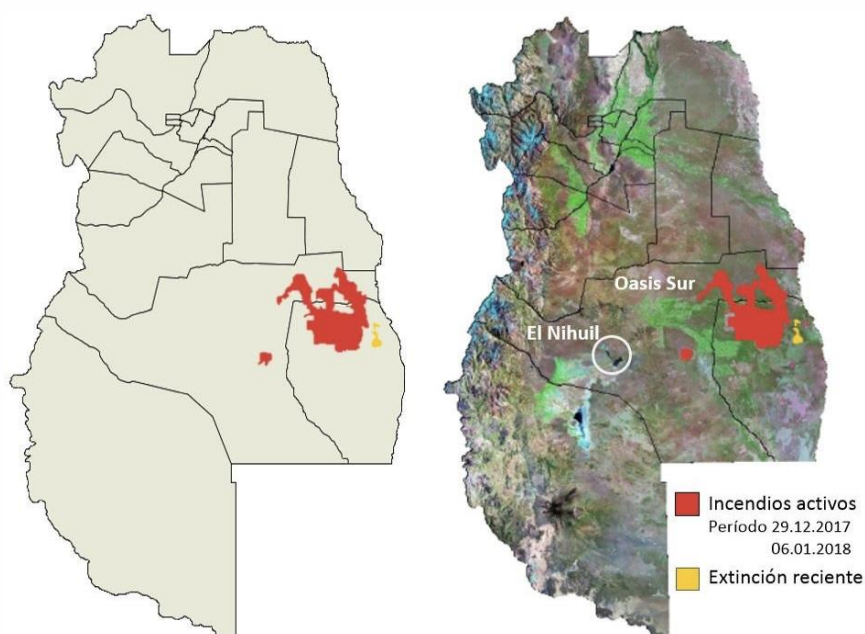 Oasis Sur
El Nihuil
Incendios activos
Período 29.12.2017
06.01.2018
Extinción reciente